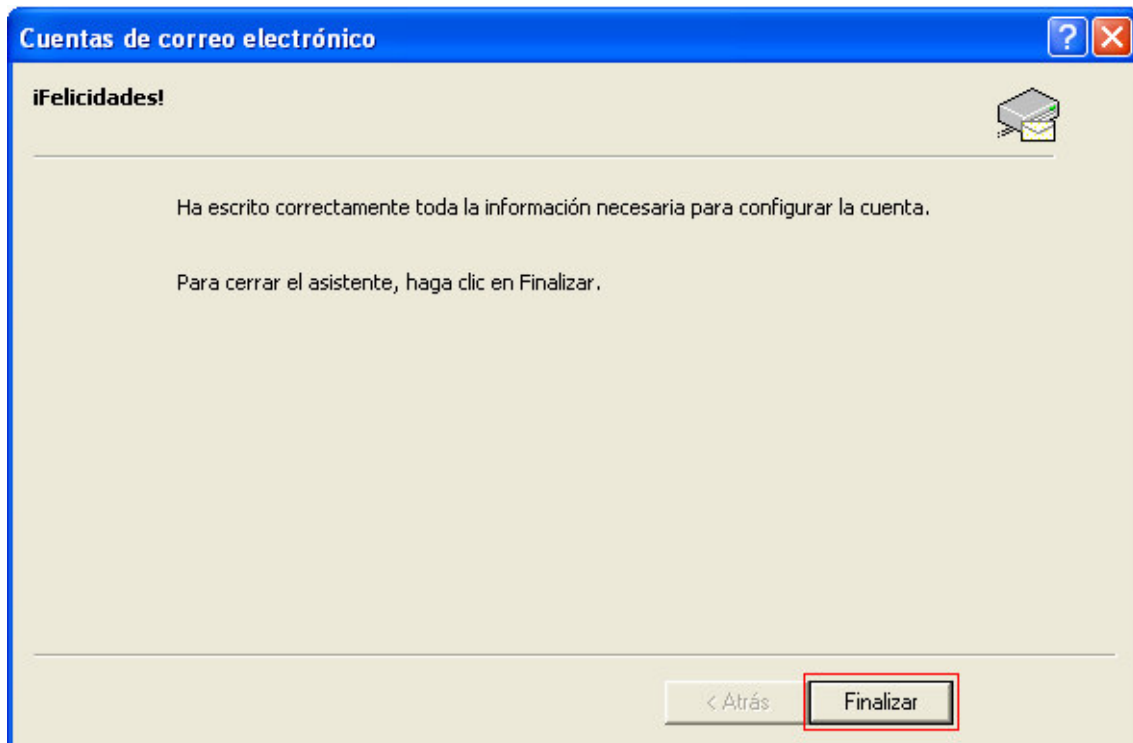 Cuentas de correo electrónico
¡Felicidades!
Ha escrito correctamente toda la información necesaria para configurar la cuenta.
Para cerrar el asistente, haga clic en Finalizar.
< Atrás
Finalizar